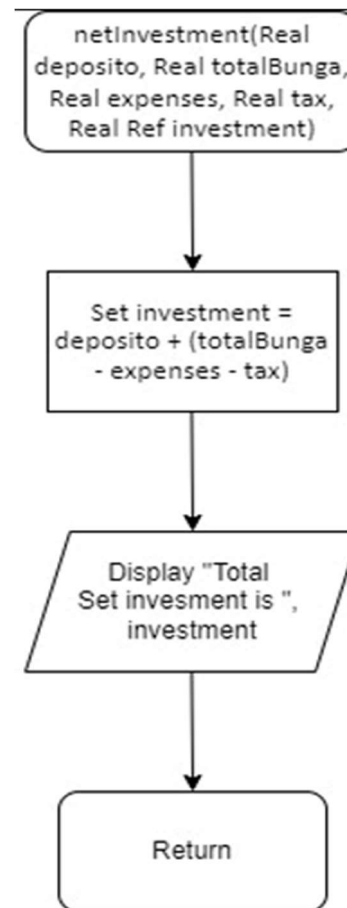 netInvestment(Real
deposito, Real totalBunga,
Real expenses, Real tax,
Real Ref investment)
Set investment =
deposito + (totalBunga
- expenses - tax)
Display "Total
Set invesment is ",
investment
Return